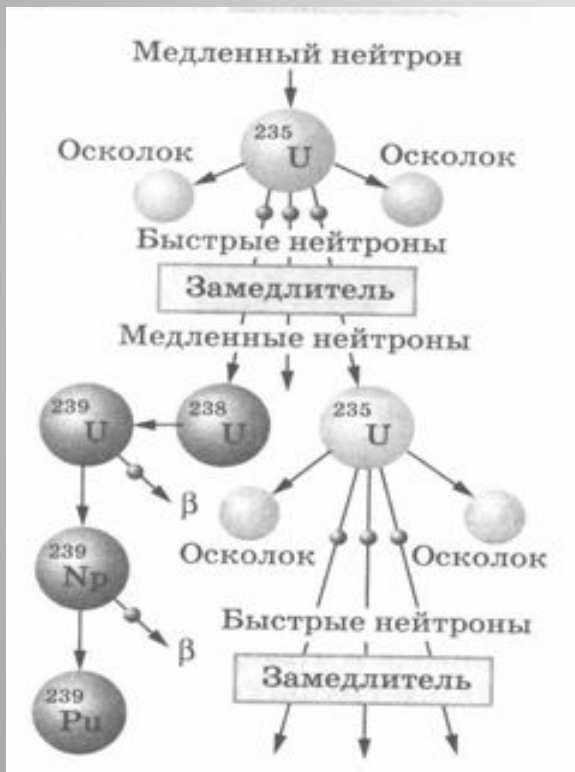 Медленный нейтрон
235
U
Осколок
Осколок
Быстрые нейтроны
Замедлитель
Медленные нейтроны
239
U
238
U
235
U
β
Осколок
Осколок
239
Np
Быстрые нейтроны
β
Замедлитель
239
Pu